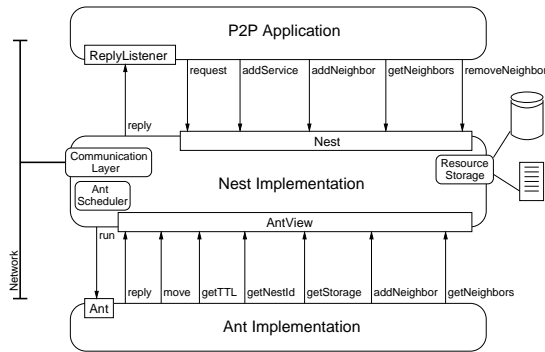 P2P Application
ReplyListener
request addService addNeighbor getNeighbors removeNeighbor
reply
Nest
Communication
Layer
Resource
Storage
Nest Implementation
Ant
Scheduler
AntView
run
reply move getTTL getNestId getStorage addNeighbor getNeighbors
Network
Ant
Ant Implementation